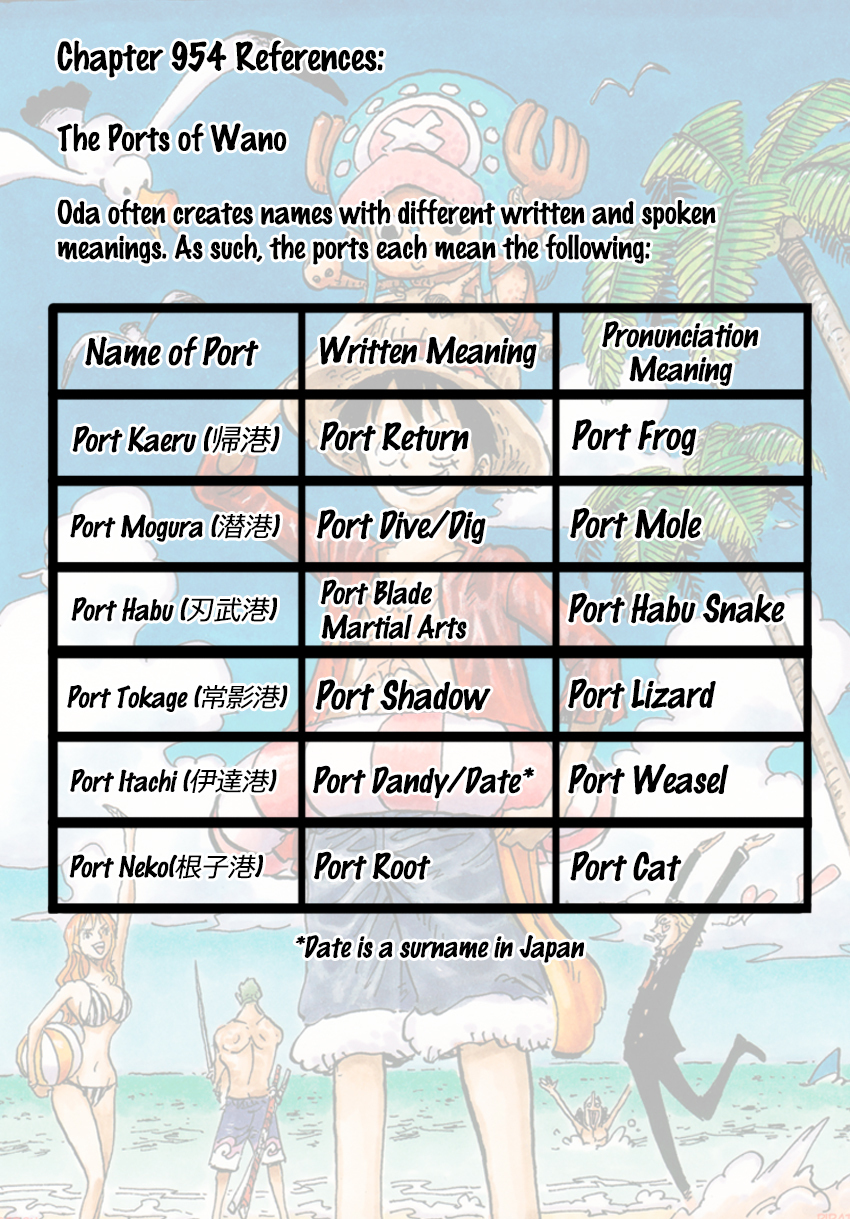 Chapter 954 References:
The Ports of Wano
Oda often creates names with different written and spoken
meanings. As such, the ports each mean the following:
Name of Port
Written Meaning
Pronunciation
Meaning
Port Kaeru (帰港)
Port Return
Port Frog
Port Mogura (潜港)
Port Dive/Dig
Port Mole
Port Habu (刃武港)
Port Blade
Martial Arts
Port Habu Snake
Port Tokage (常影港)
Port Shadow
Port Lizard
Port Itachi (伊達港)
Port Dandy/Date*
Port Weasel
Port Neko(根子港)
Port Root
Port Cat
*Date is a surname in Japan